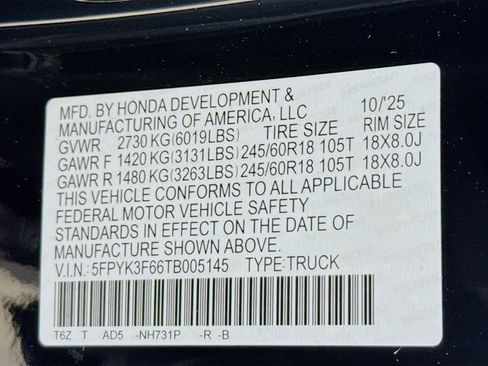 MFD. BY HONDA DEVELOPMENT & 10/'25
MANUFACTURING OF AMERICA, LLC
GVWR 2730 KG(6019LBS) TIRE SIZE RIM SIZE
GAWR F 1420 KG(3131LBS) 245/60R18 105T 18X8.0J
GAWR R 1480 KG(3263LBS) 245/60R18 105T 18X8.0J
THIS VEHICLE CONFORMS TO ALL APPLICABLE
FEDERAL MOTOR VEHICLE SAFETY
STANDARDS IN EFFECT ON THE DATE OF
MANUFACTURE SHOWN ABOVE.
V.I.N.: 5FPYK3F66TB005145 TYPE:TRUCK
T6Z T AD5 -NH731P -R -B